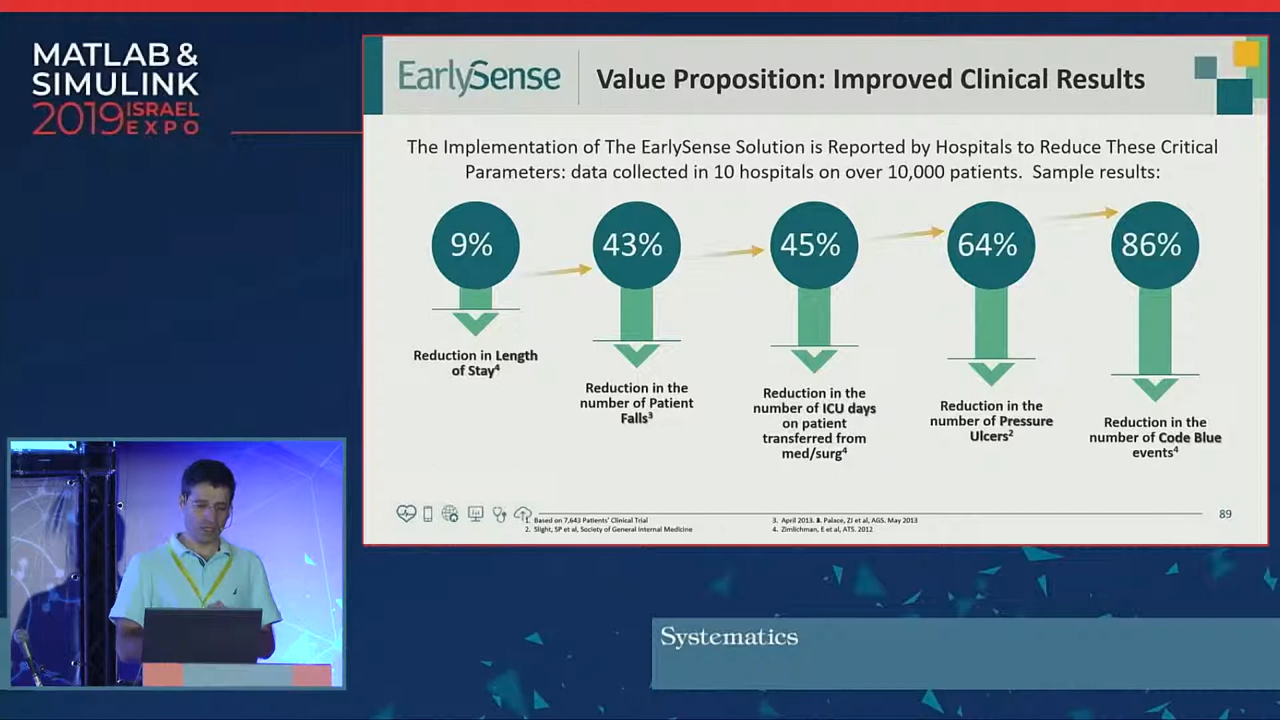 MATLAB &
SIMULINK
2019 ISRAEL
EXPO
EarlySense
Value Proposition: Improved Clinical Results
The Implementation of The EarlySense Solution is Reported by Hospitals to Reduce These Critical
Parameters: data collected in 10 hospitals on over 10,000 patients. Sample results:
9%
43%
45%
64%
86%
Reduction in Length
of Stay⁴
Reduction in the
number of Patient
Falls³
Reduction in the
number of ICU days
on patient
transferred from
med/surg⁴
Reduction in the
number of Pressure
Ulcers²
Reduction in the
number of Code Blue
events⁴
1. Based on 7,643 Patients' Clinical Trial
2. Slight, SP et al, Society of General Internal Medicine
3. April 2013. 3. Palace, ZJ et al, AGS. May 2013
4. Zimlichman, E et al, ATS. 2012
89
Systematics